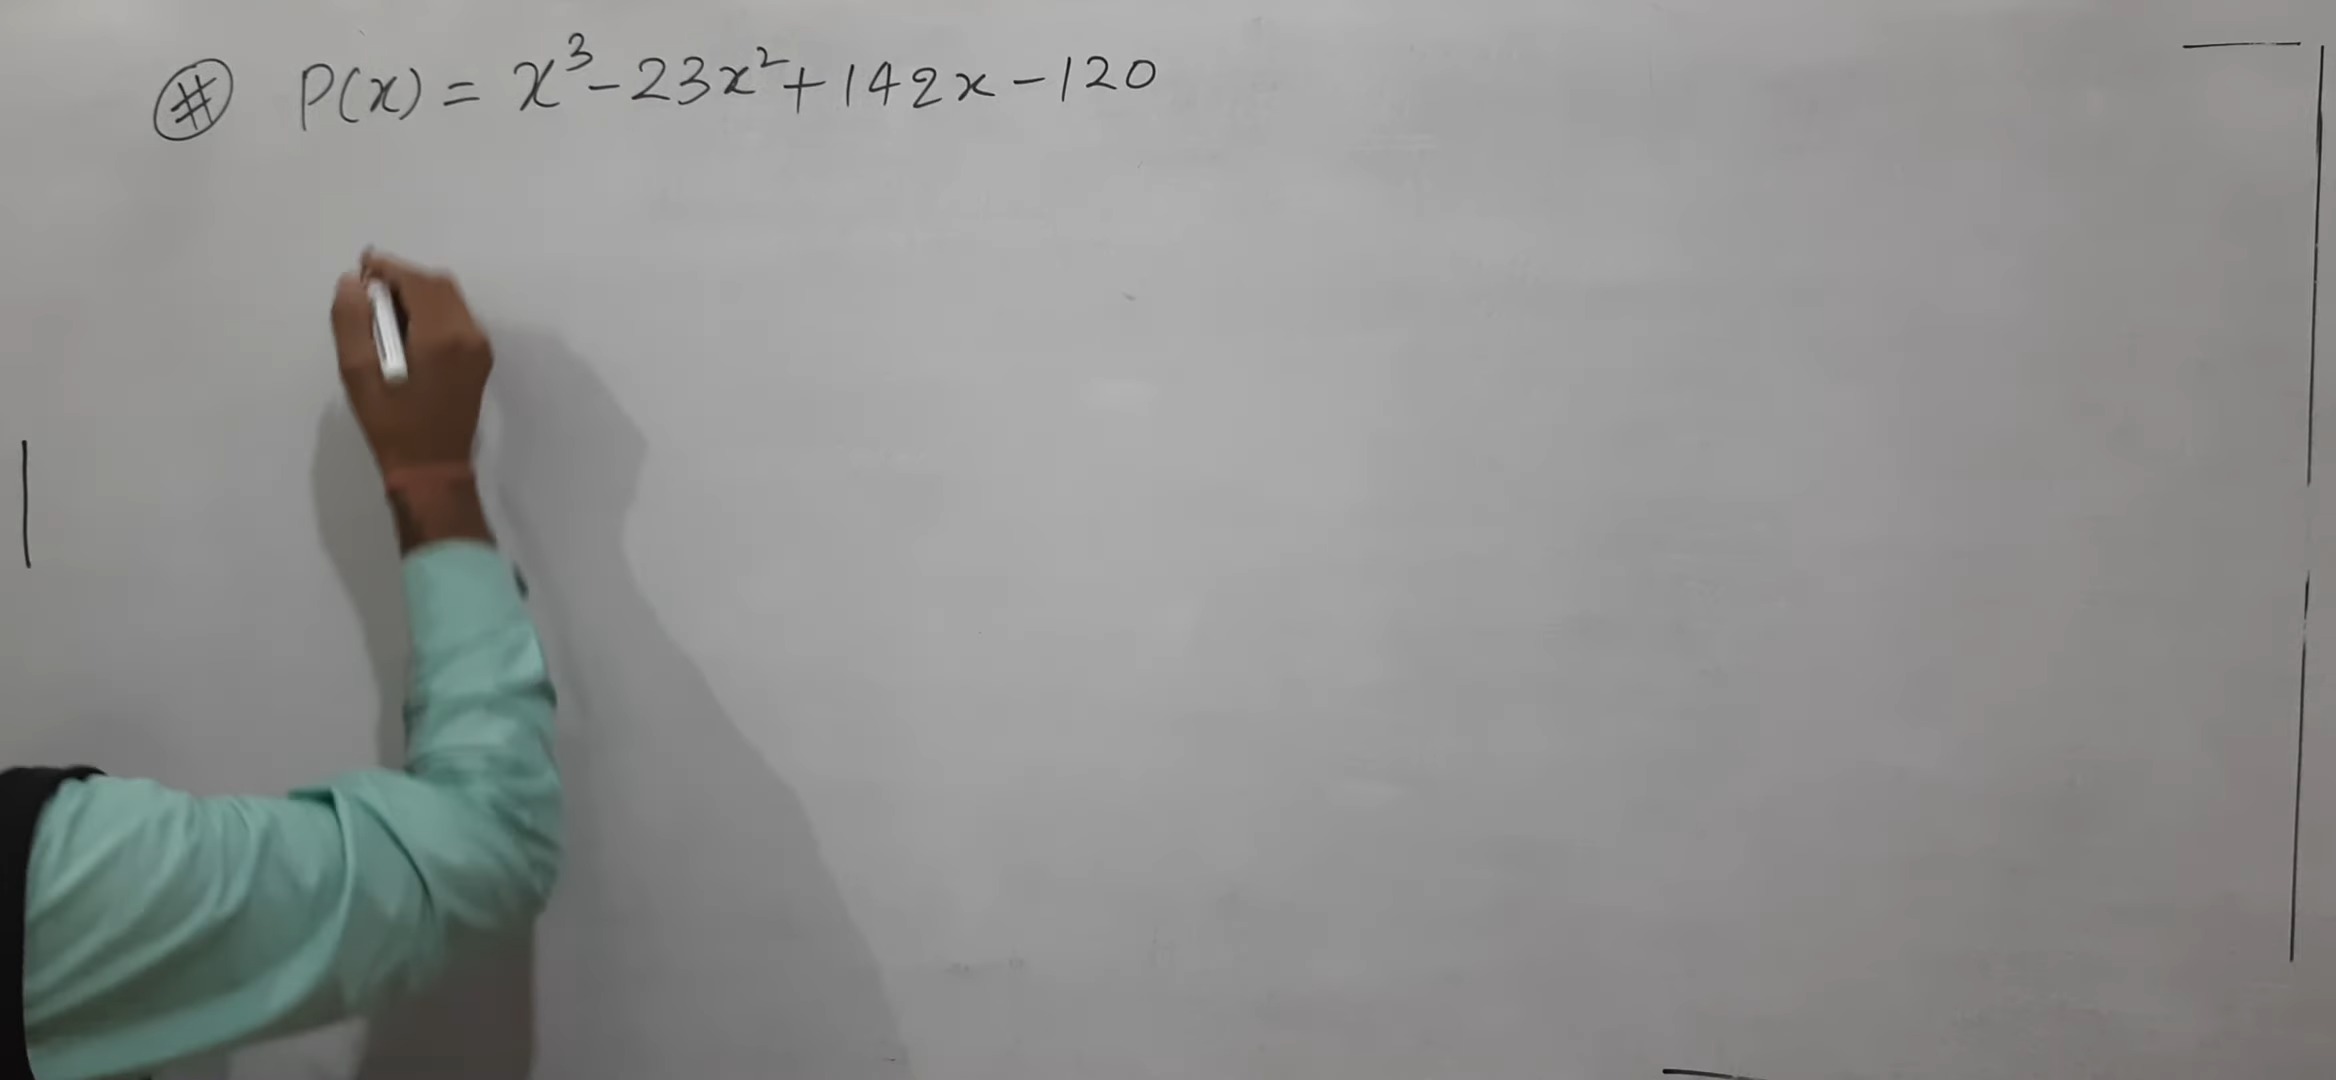 # P(x) = x³-23x²+142x-120